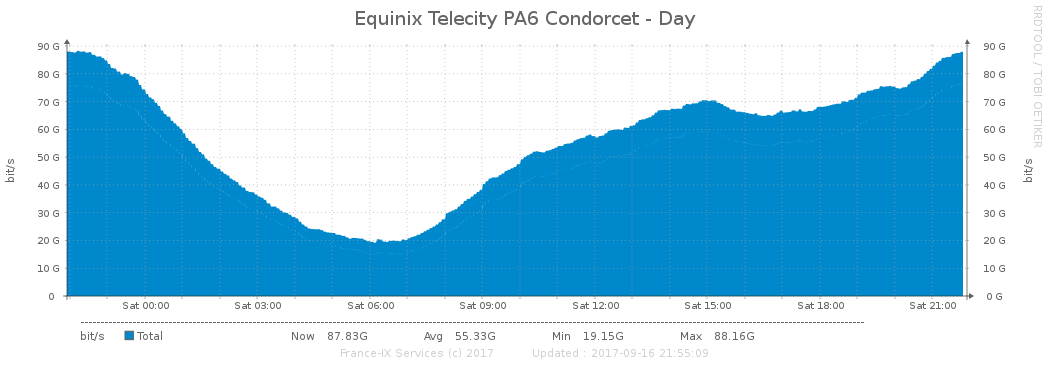 Equinix Telecity PA6 Condorcet - Day
RRDTOOL / TOBI OETIKER
90 G 90 G
80 G 80 G
70 G 70 G
60 G 60 G
50 G 50 G
40 G 40 G
30 G 30 G
20 G 20 G
10 G 10 G
0 0 G
bit/s bit/s
Sat 00:00 Sat 03:00 Sat 06:00 Sat 09:00 Sat 12:00 Sat 15:00 Sat 18:00 Sat 21:00
bit/s Total Now 87.83G Avg 55.33G Min 19.15G Max 88.16G
France-IX Services (c) 2017 Updated : 2017-09-16 21:55:09